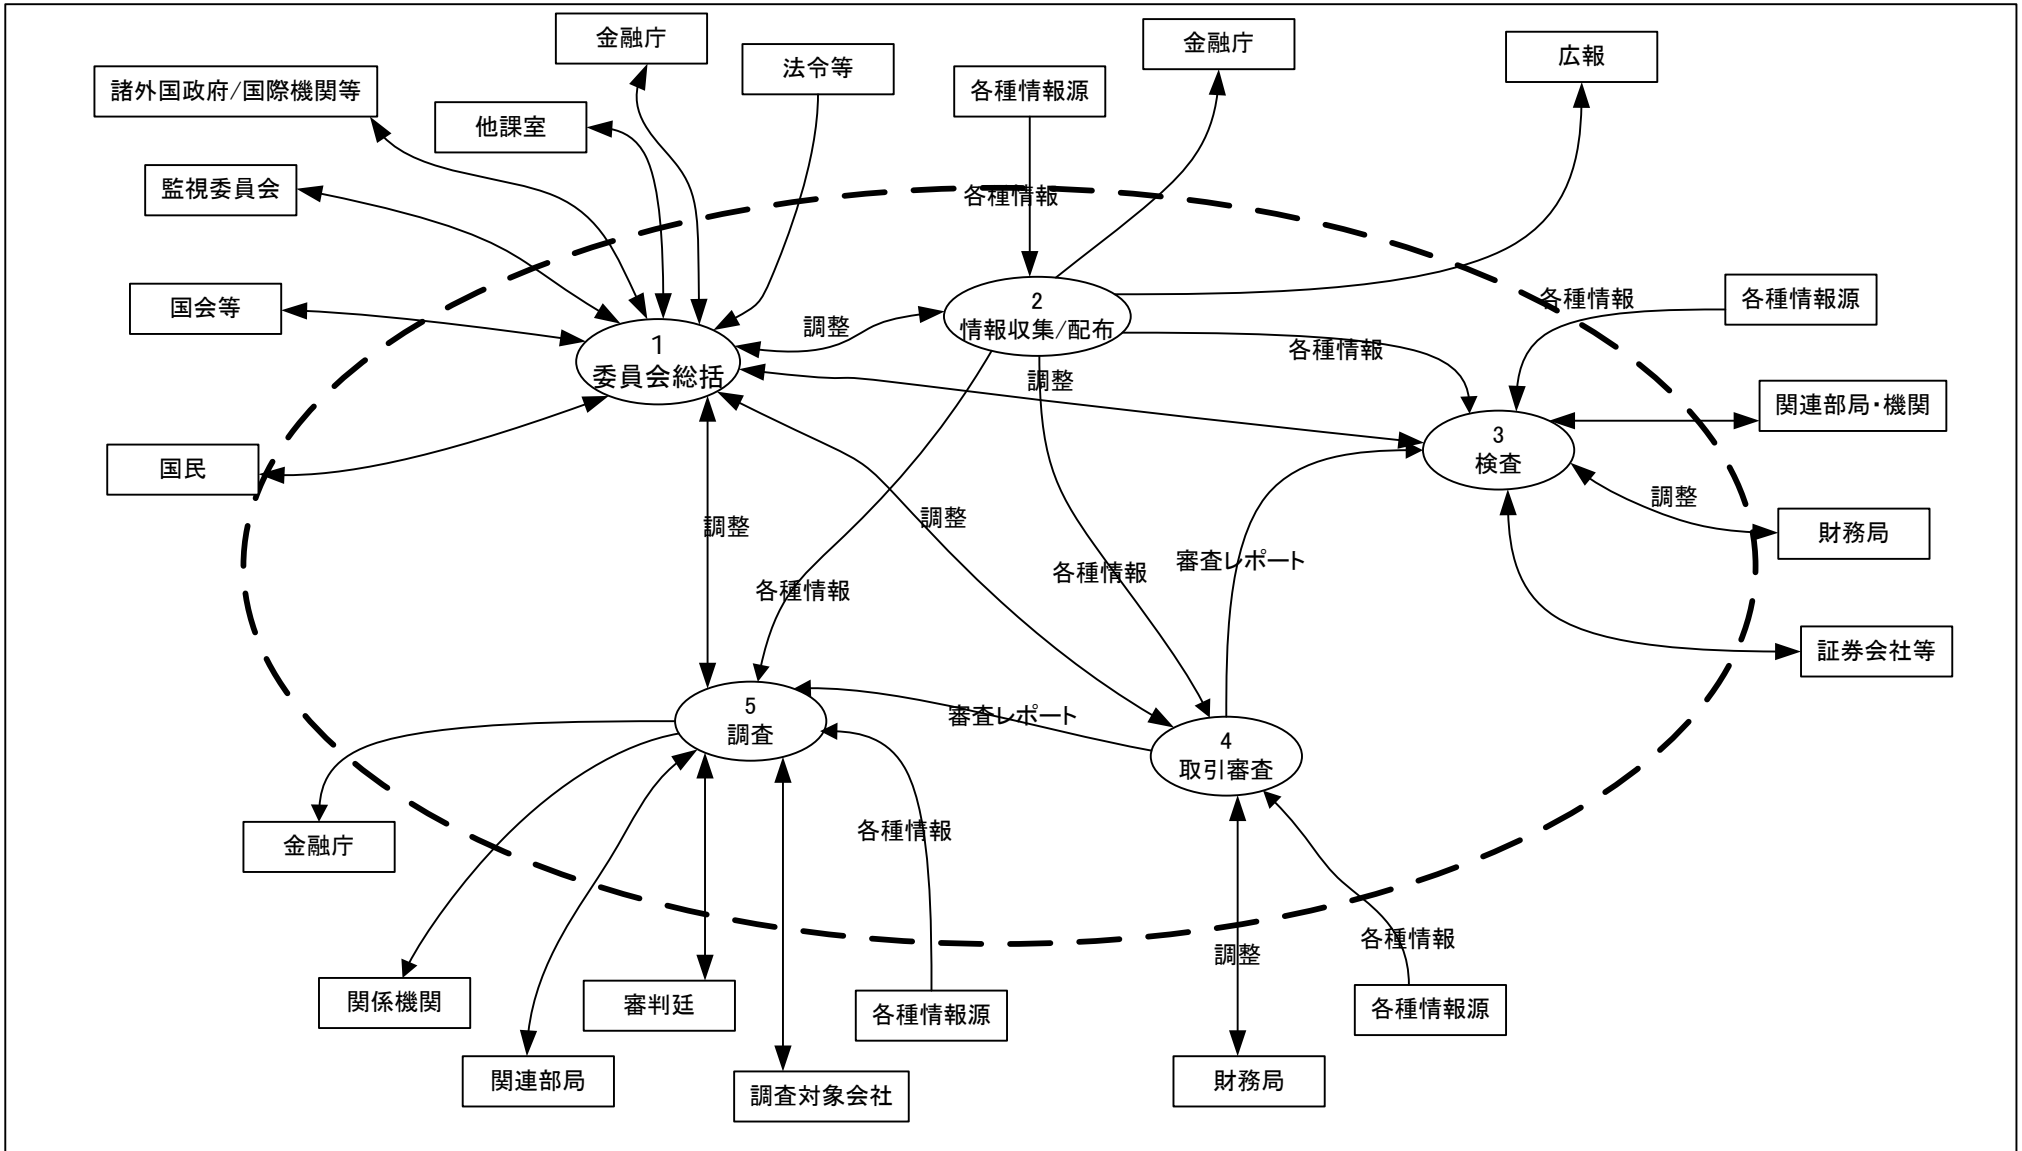 金融庁
金融庁
広報
法令等
諸外国政府/国際機関等
各種情報源
他課室
監視委員会
各種情報
国会等
各種情報
各種情報源
2
情報収集/配布
調整
1
委員会総括
各種情報
調整
関連部局・機関
3
検査
国民
調整
調整
調整
財務局
審査レポート
各種情報
各種情報
証券会社等
5
調査
審査レポート
4
取引審査
金融庁
各種情報
調整
各種情報
関係機関
審判廷
各種情報源
各種情報源
関連部局
調査対象会社
財務局